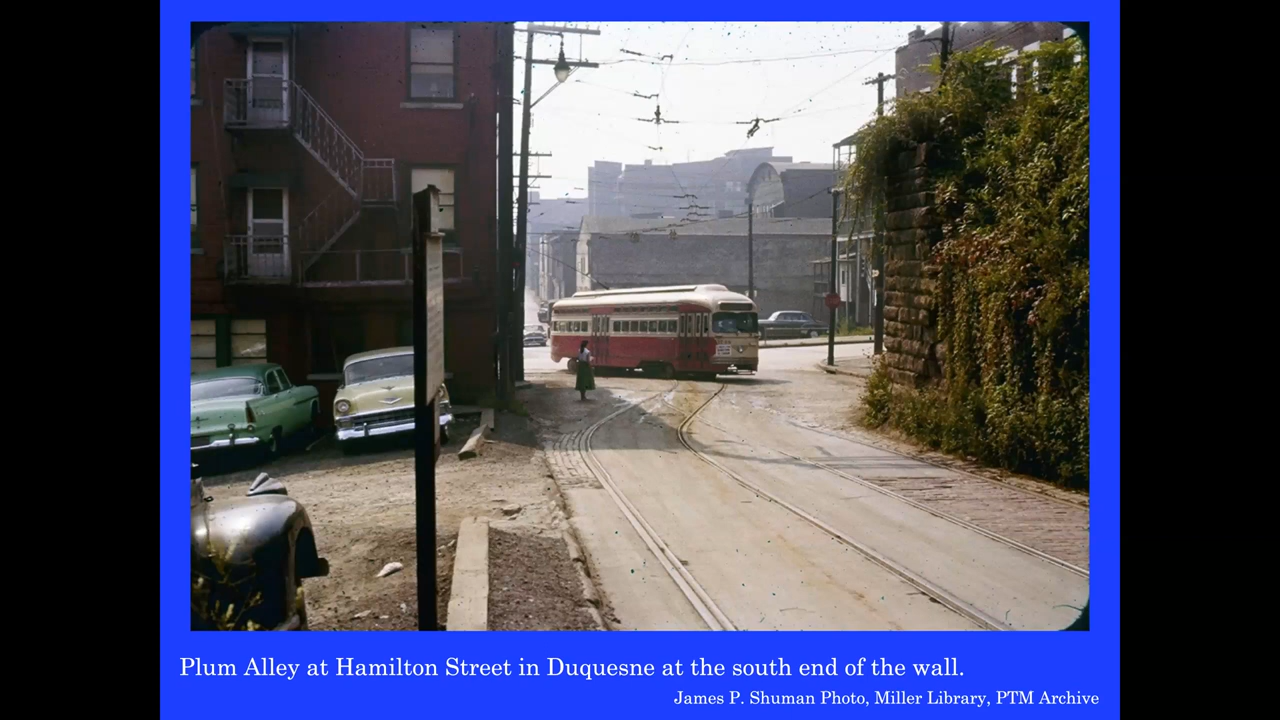 Plum Alley at Hamilton Street in Duquesne at the south end of the wall.
James P. Shuman Photo, Miller Library, PTM Archive